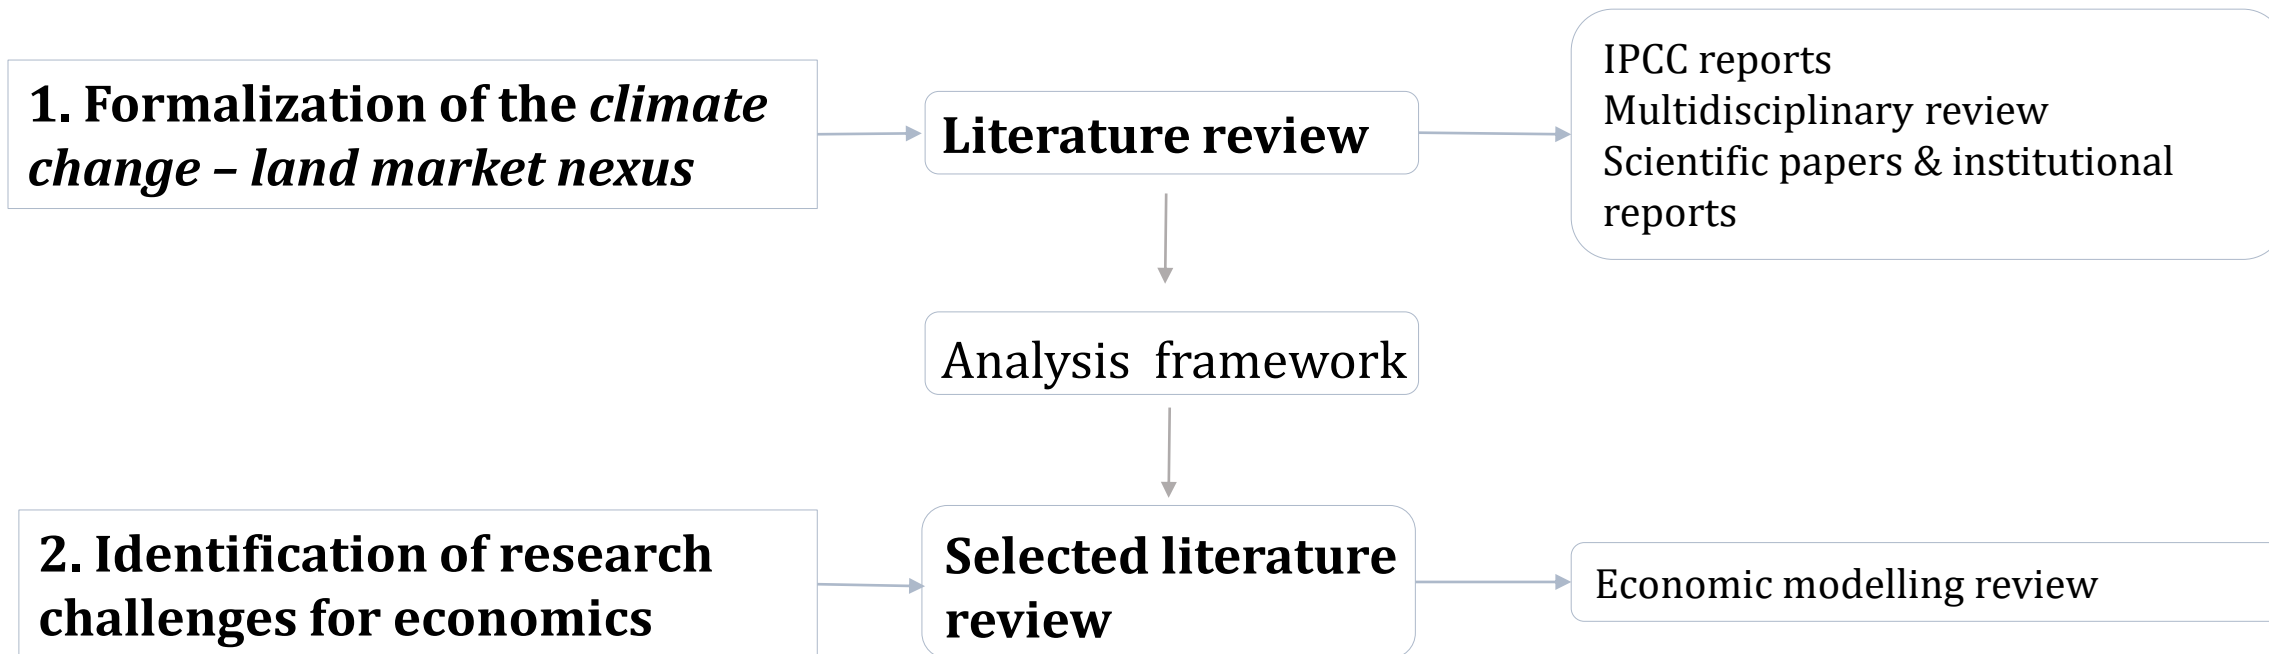 1. Formalization of the climate
change – land market nexus
Literature review
IPCC reports
Multidisciplinary review
Scientific papers & institutional
reports
Analysis framework
2. Identification of research
challenges for economics
Selected literature
review
Economic modelling review